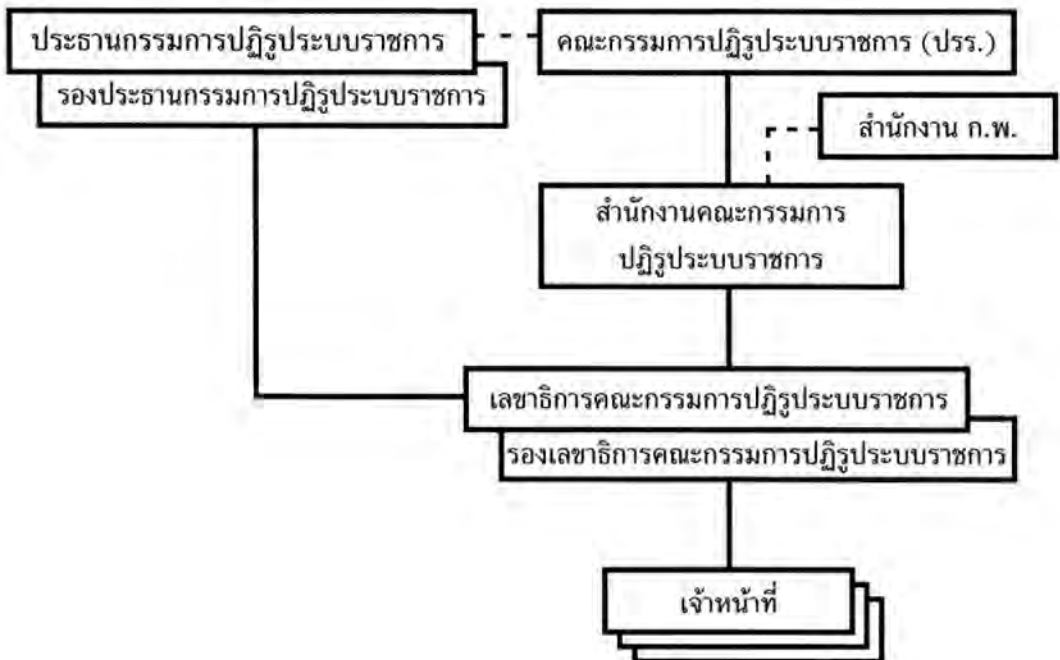 ประธานกรรมการปฏิรูประบบราชการ
คณะกรรมการปฏิรูประบบราชการ (ปรร.)
รองประธานกรรมการปฏิรูประบบราชการ
สำนักงาน ก.พ.
สำนักงานคณะกรรมการ
ปฏิรูประบบราชการ
เลขาธิการคณะกรรมการปฏิรูประบบราชการ
รองเลขาธิการคณะกรรมการปฏิรูประบบราชการ
เจ้าหน้าที่